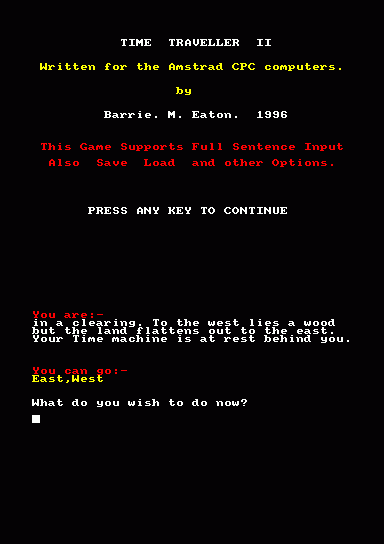 TIME TRAVELLER II
Written for the Amstrad CPC computers.
by
Barrie. M. Eaton. 1996
This Game Supports Full Sentence Input
Also Save Load and other Options.
PRESS ANY KEY TO CONTINUE
You are:-
in a clearing. To the west lies a wood
but the land flattens out to the east.
Your Time machine is at rest behind you.
You can go:-
East,West
What do you wish to do now?